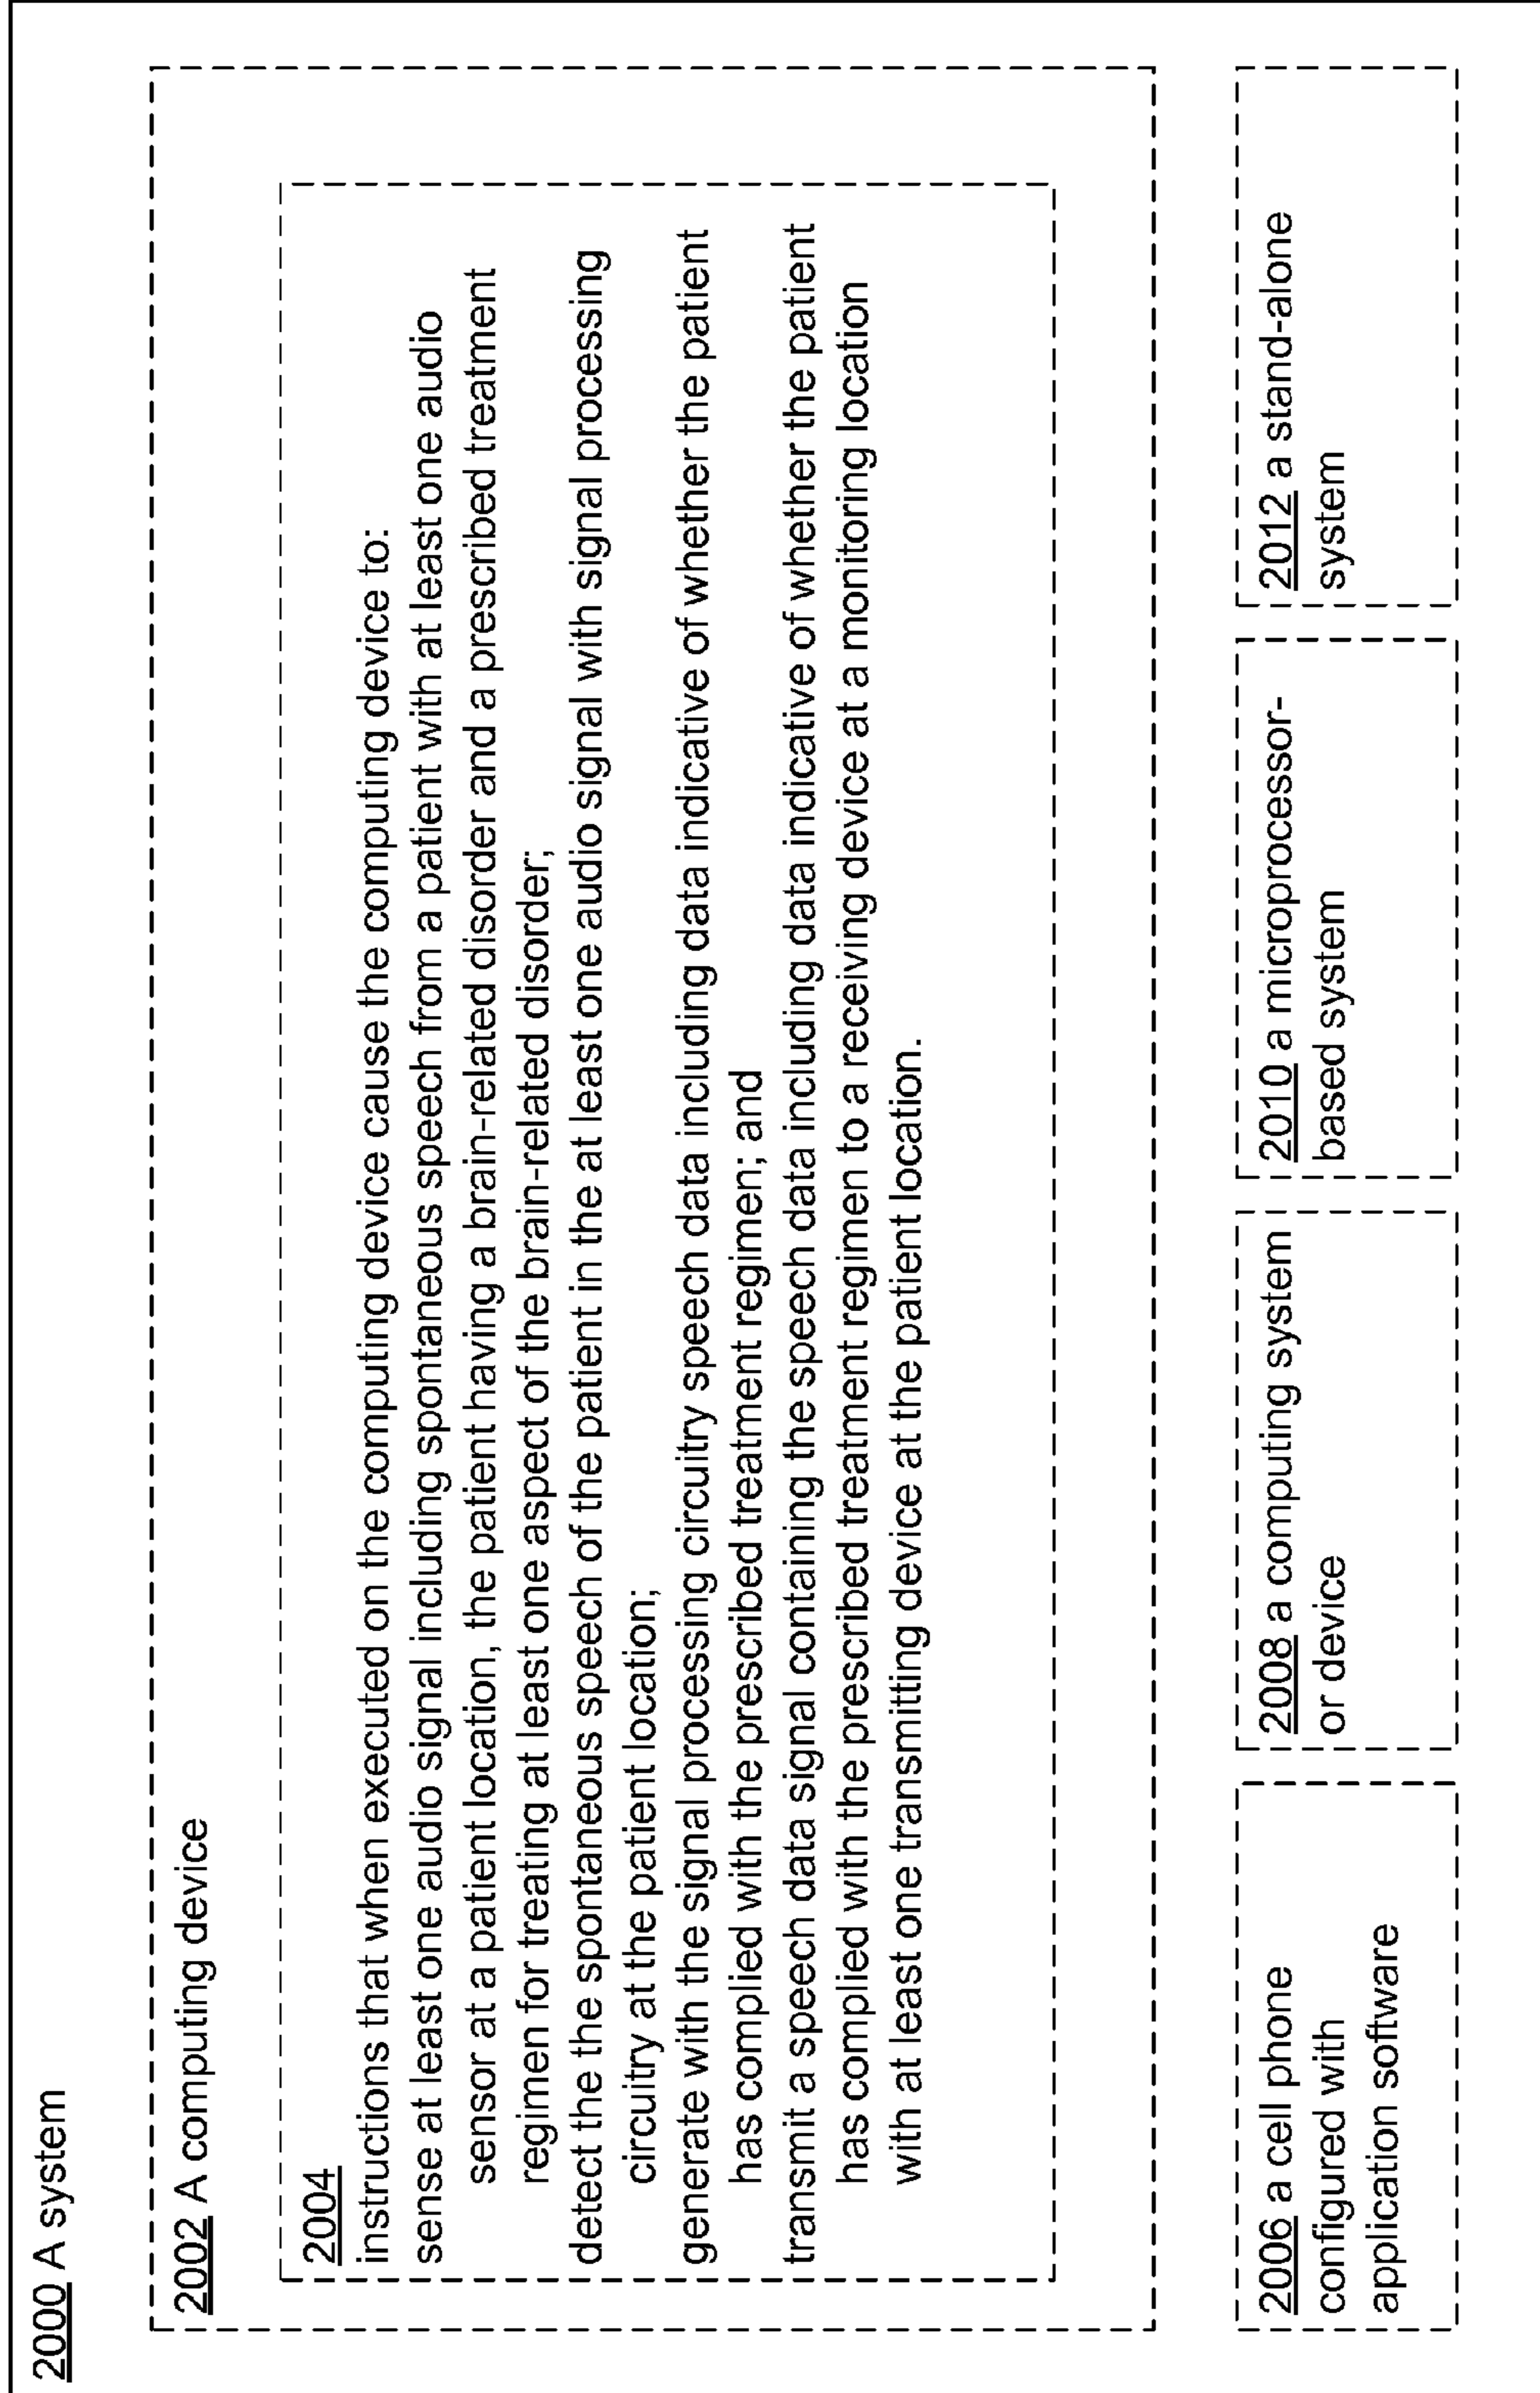 2000 A system
2002 A computing device
2004
instructions that when executed on the computing device cause the computing device to:
sense at least one audio signal including spontaneous speech from a patient with at least one audio
sensor at a patient location, the patient having a brain-related disorder and a prescribed treatment
regimen for treating at least one aspect of the brain-related disorder;
detect the the spontaneous speech of the patient in the at least one audio signal with signal processing
circuitry at the patient location;
generate with the signal processing circuitry speech data including data indicative of whether the patient
has complied with the prescribed treatment regimen; and
transmit a speech data signal containing the speech data including data indicative of whether the patient
has complied with the prescribed treatment regimen to a receiving device at a monitoring location
with at least one transmitting device at the patient location.
2006 a cell phone
configured with
application software
2008 a computing system
or device
2010 a microprocessor-
based system
2012 a stand-alone
system